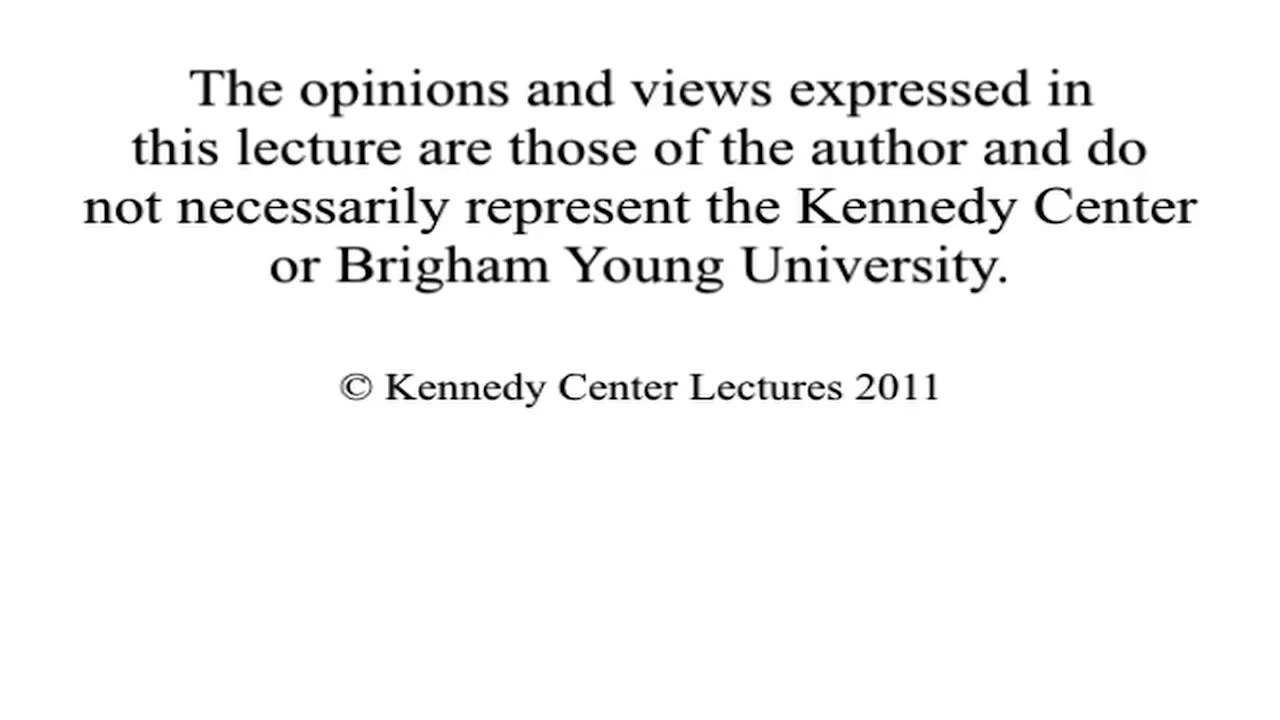 The opinions and views expressed in
this lecture are those of the author and do
not necessarily represent the Kennedy Center
or Brigham Young University.
© Kennedy Center Lectures 2011